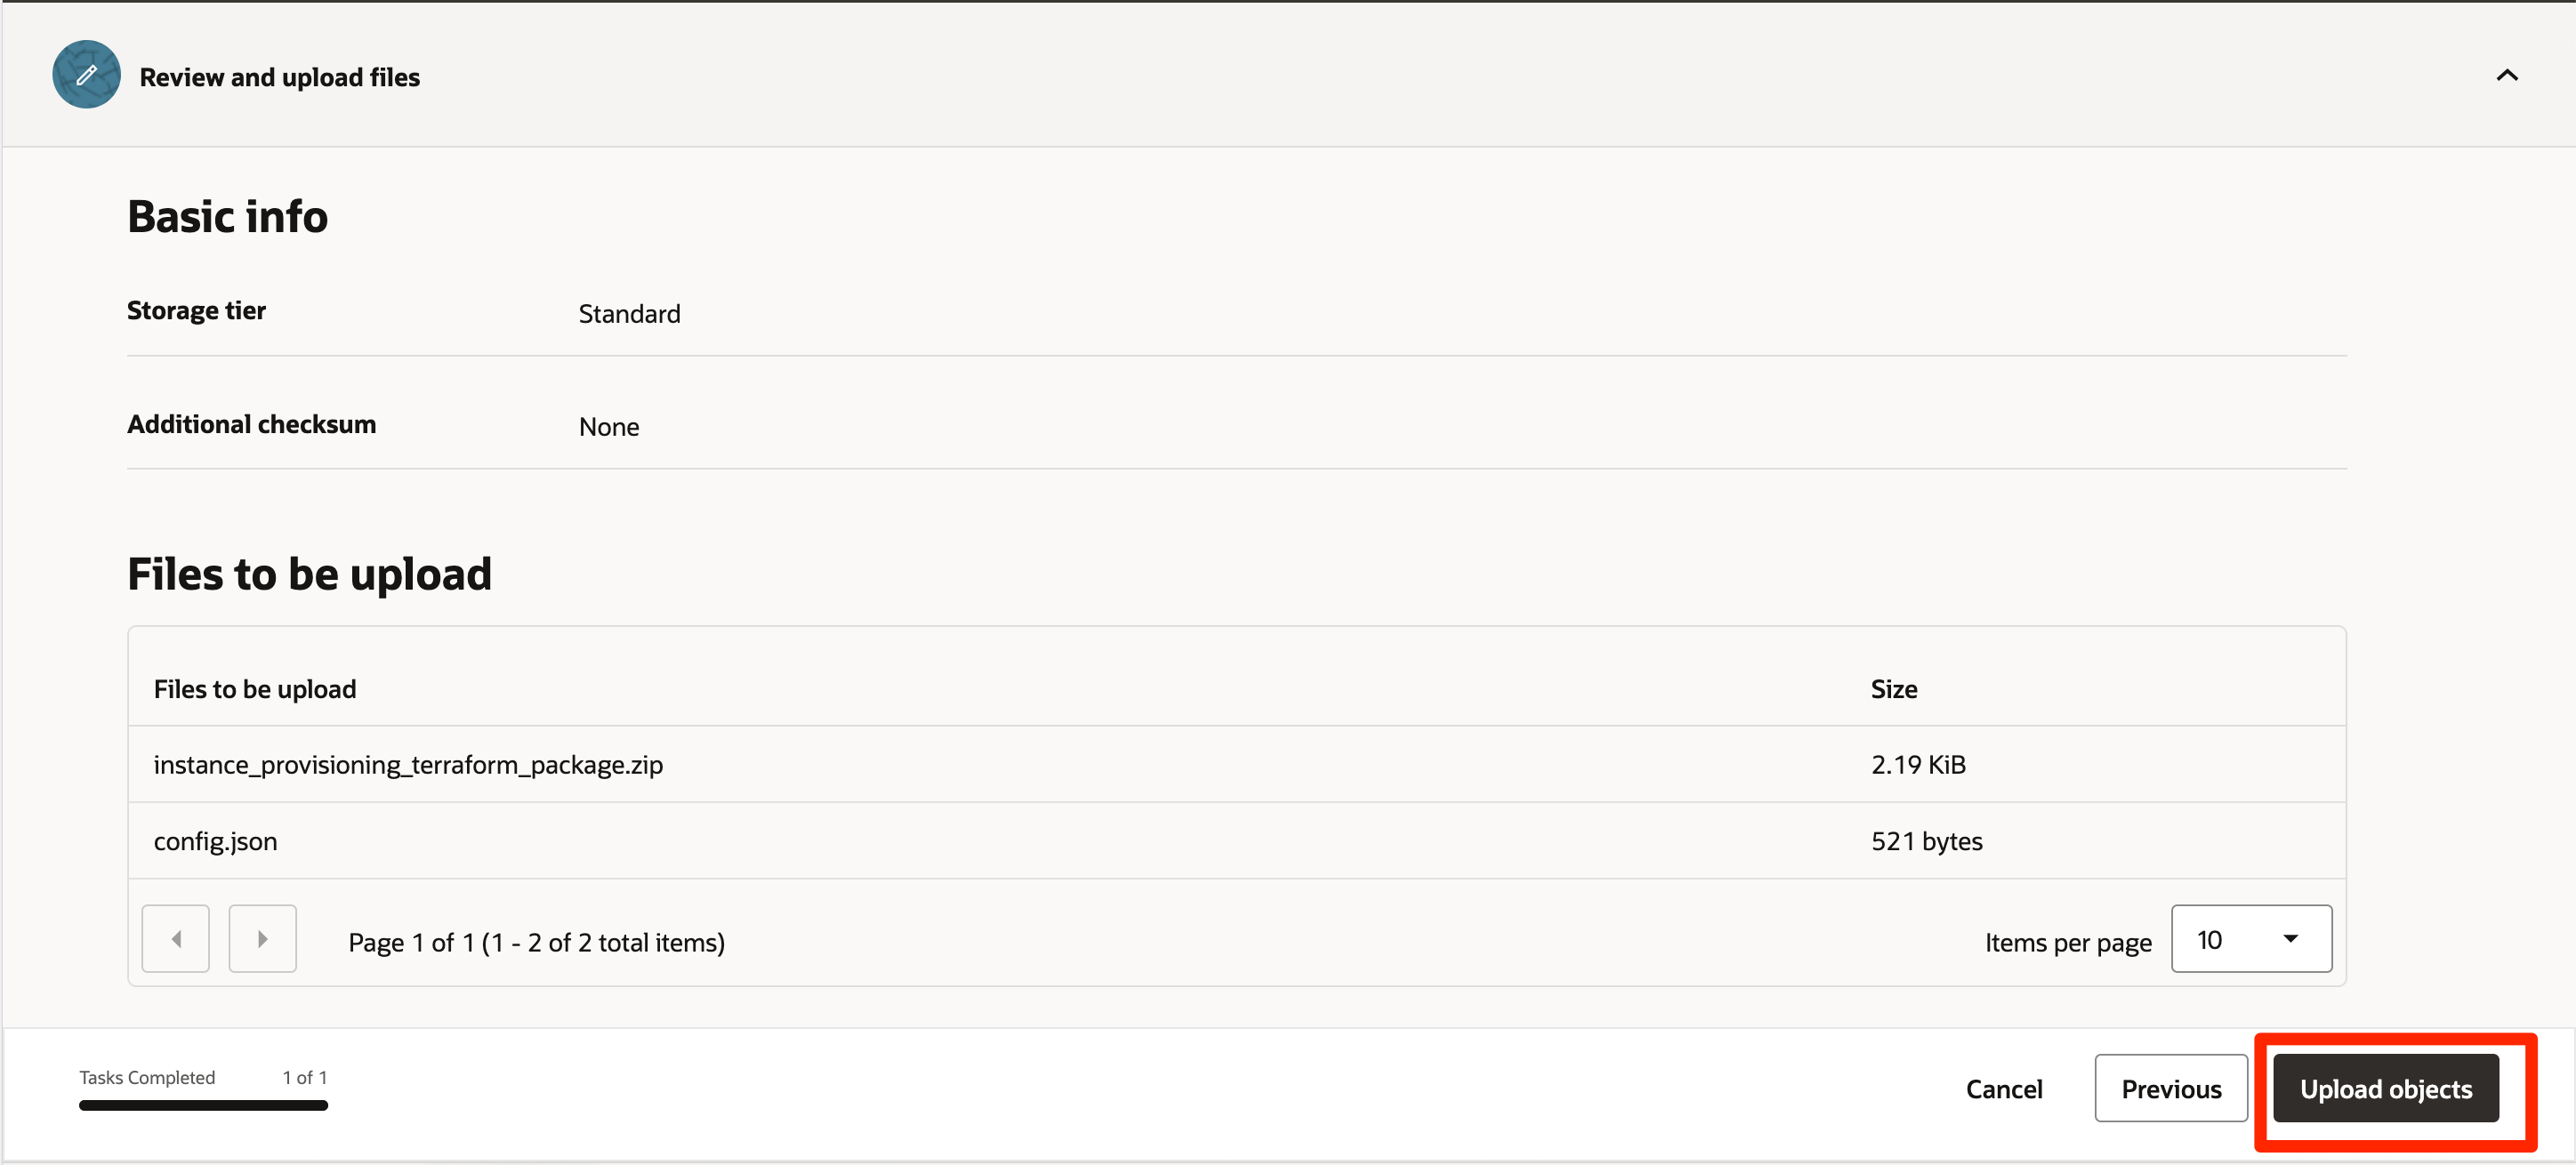 Review and upload files
Basic info
Storage tier Standard
Additional checksum None
Files to be upload
Files to be upload Size
instance_provisioning_terraform_package.zip 2.19 KiB
config.json 521 bytes
Page 1 of 1 (1 - 2 of 2 total items) Items per page 10
Tasks Completed 1 of 1
Cancel Previous Upload objects